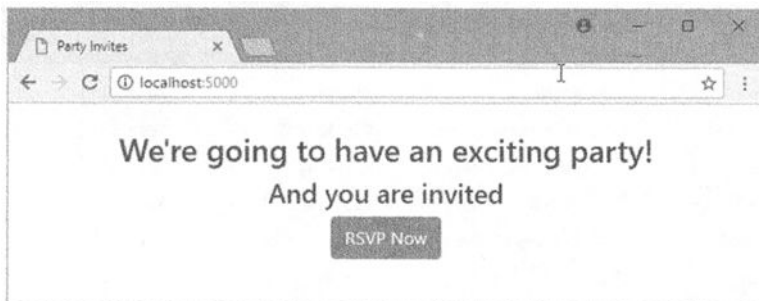 Party Invites
localhost:5000
We're going to have an exciting party!
And you are invited
RSVP Now